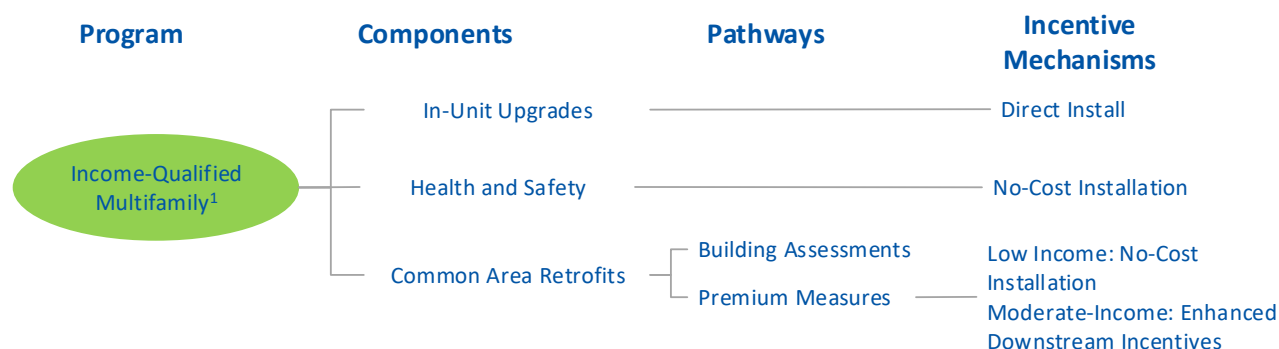 Program
Components
Pathways
Incentive
Mechanisms
In-Unit Upgrades
Direct Install
Income-Qualified
Multifamily¹
Health and Safety
No-Cost Installation
Common Area Retrofits
Building Assessments
Premium Measures
Low Income: No-Cost
Installation
Moderate-Income: Enhanced
Downstream Incentives